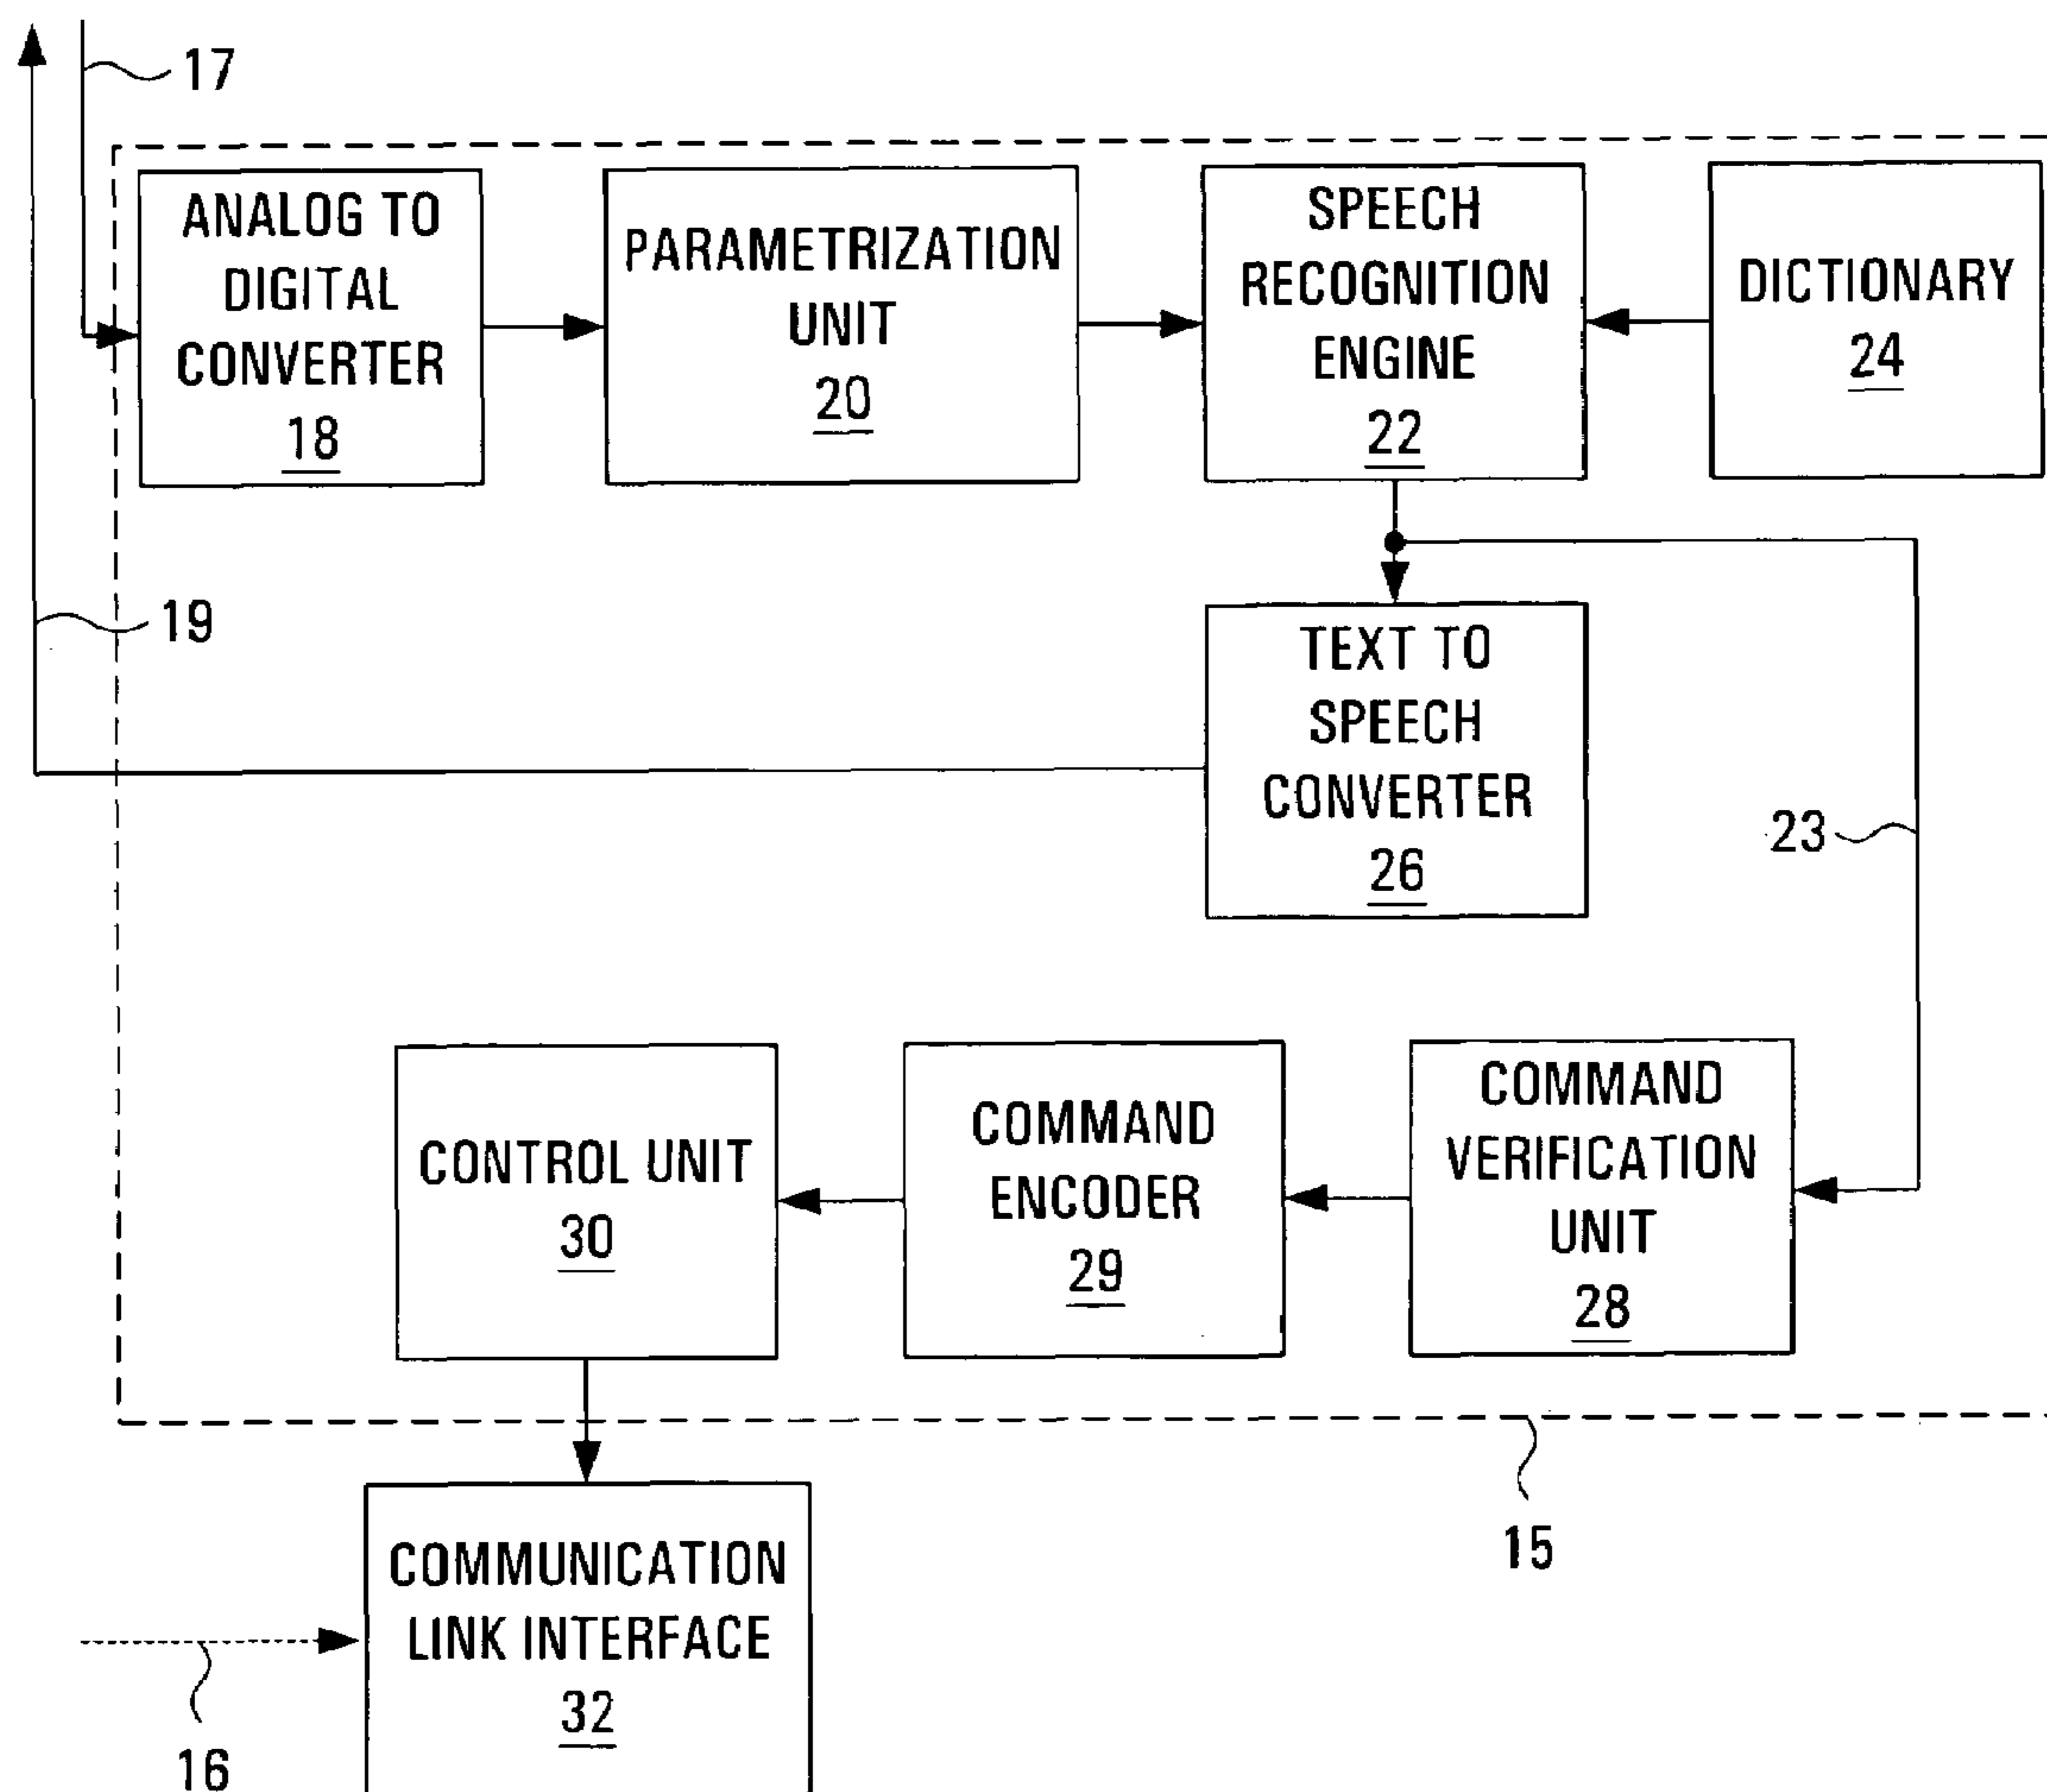 17
ANALOG TO
DIGITAL
CONVERTER
18
PARAMETRIZATION
UNIT
20
SPEECH
RECOGNITION
ENGINE
22
DICTIONARY
24
19
TEXT TO
SPEECH
CONVERTER
26
23
CONTROL UNIT
30
COMMAND
ENCODER
29
COMMAND
VERIFICATION
UNIT
28
15
COMMUNICATION
LINK INTERFACE
32
16